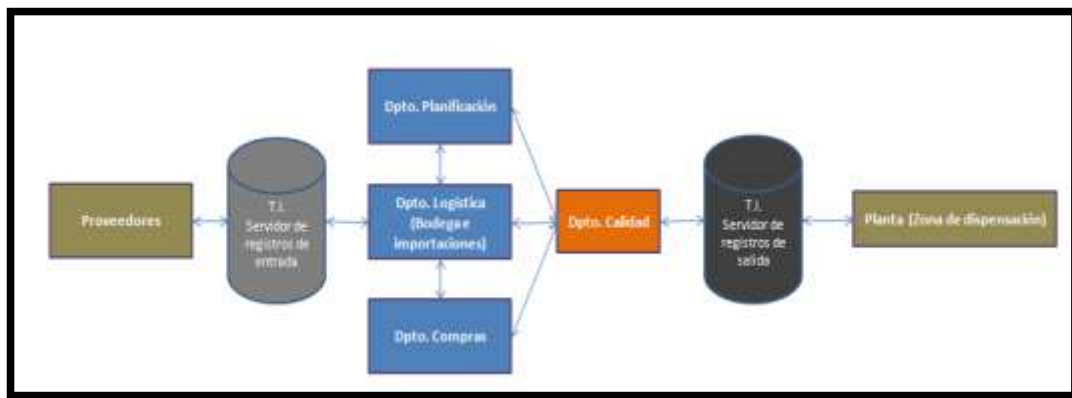 Proveedores
T.I.
Servidor de
registros de
entrada
Dpto. Planificación
Dpto. Logística
(Bodega e
importaciones)
Dpto. Compras
Dpto. Calidad
T.I.
Servidor de
registros de
salida
Planta (Zona de dispensación)